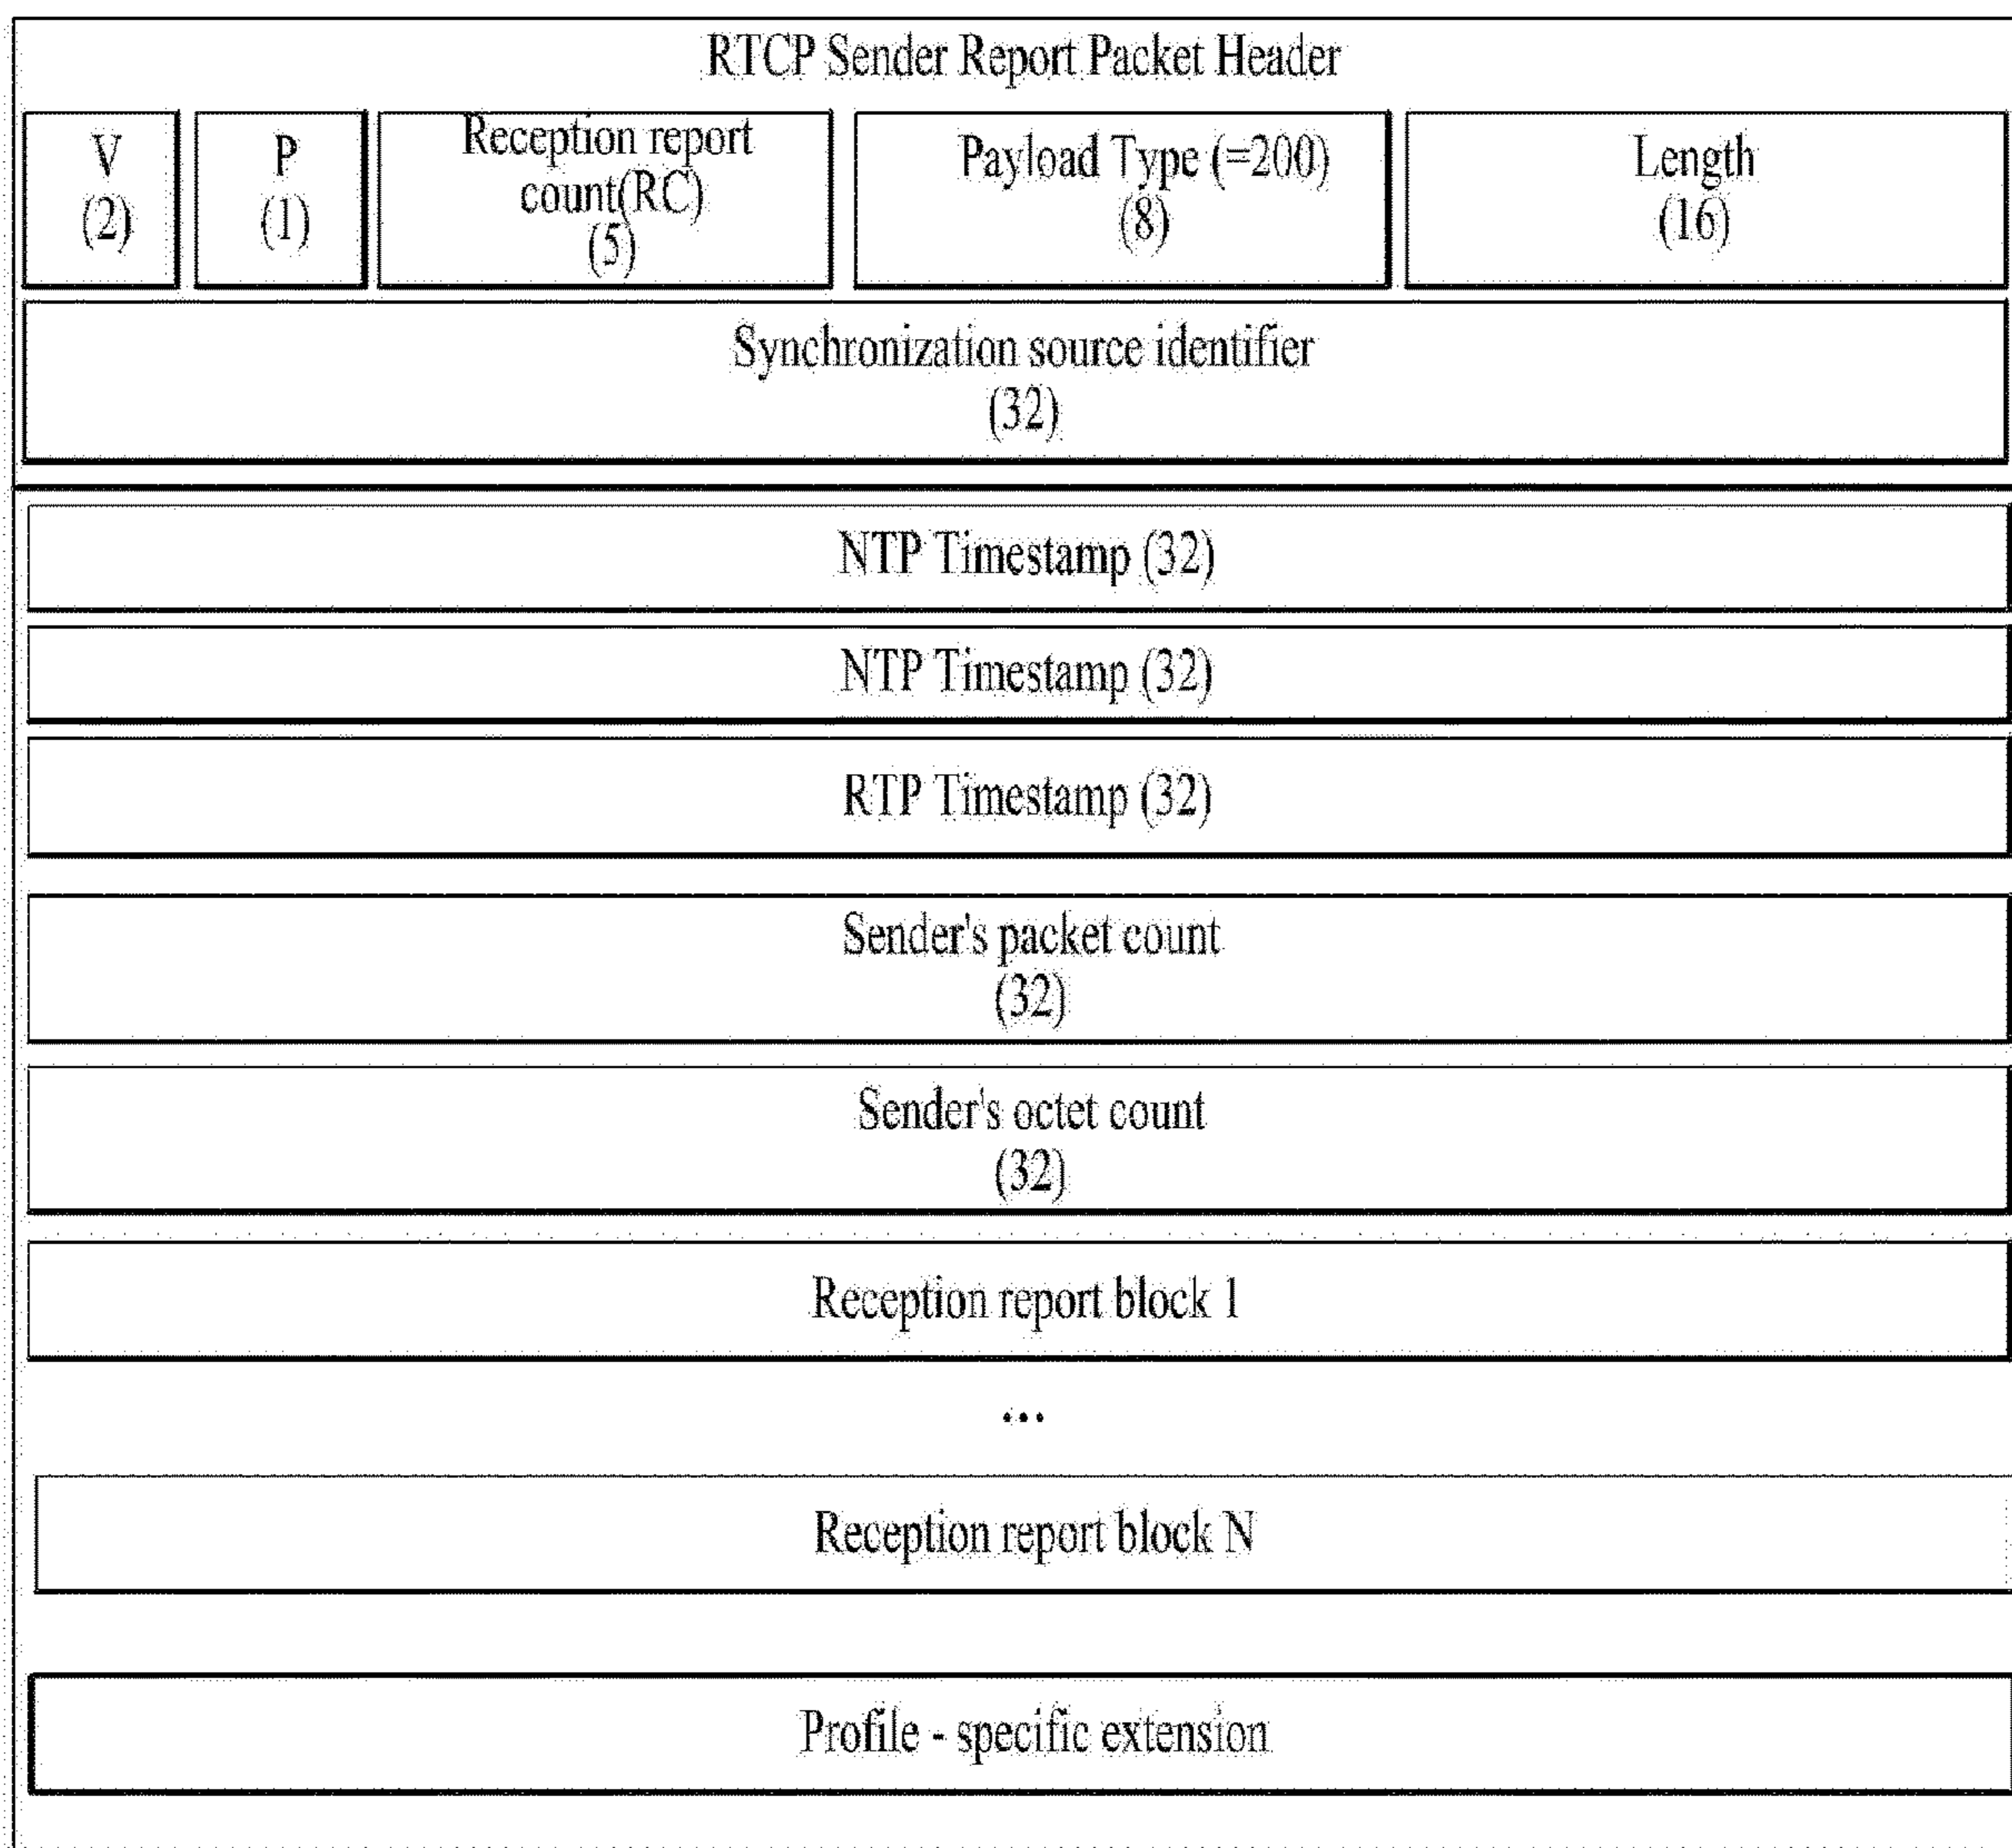 RTCP Sender Report Packet Header
V
(2)
P
(1)
Reception report
count(RC)
(5)
Payload Type (=200)
(8)
Length
(16)
Synchronization source identifier
(32)
NTP Timestamp (32)
NTP Timestamp (32)
RTP Timestamp (32)
Sender's packet count
(32)
Sender's octet count
(32)
Reception report block 1
...
Reception report block N
Profile - specific extension